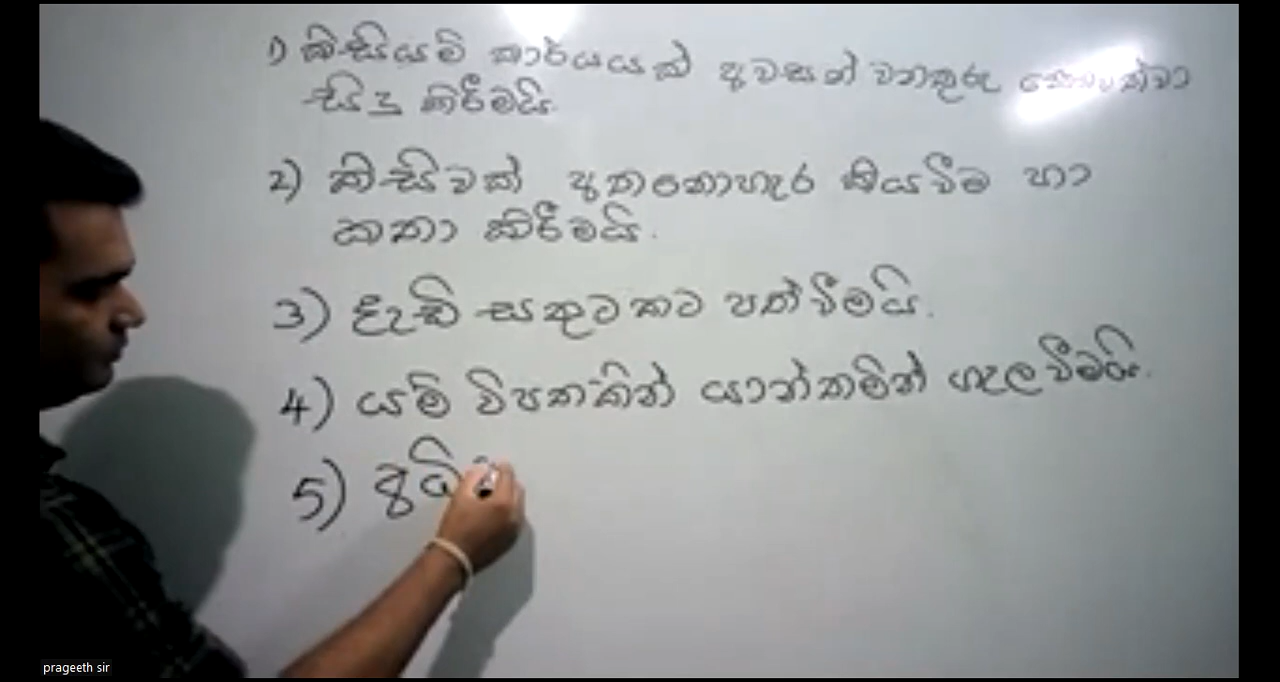 1) කිසියම් කාර්යයක් අවසන් වනතුරු නොනවත්වා
සිදු කිරීමයි.
2) කිසිවක් අතනොහැර කියවීම හා
කතා කිරීමයි.
3) දැඩි සතුටකට පත්වීමයි.
4) යම් විපතකින් යාන්තමින් ගැලවීමයි.
5)
prageeth sir